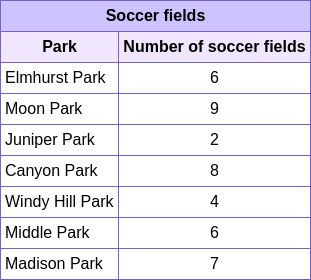 Soccer fields
Park Number of soccer fields
Elmhurst Park 6
Moon Park 9
Juniper Park 2
Canyon Park 8
Windy Hill Park 4
Middle Park 6
Madison Park 7